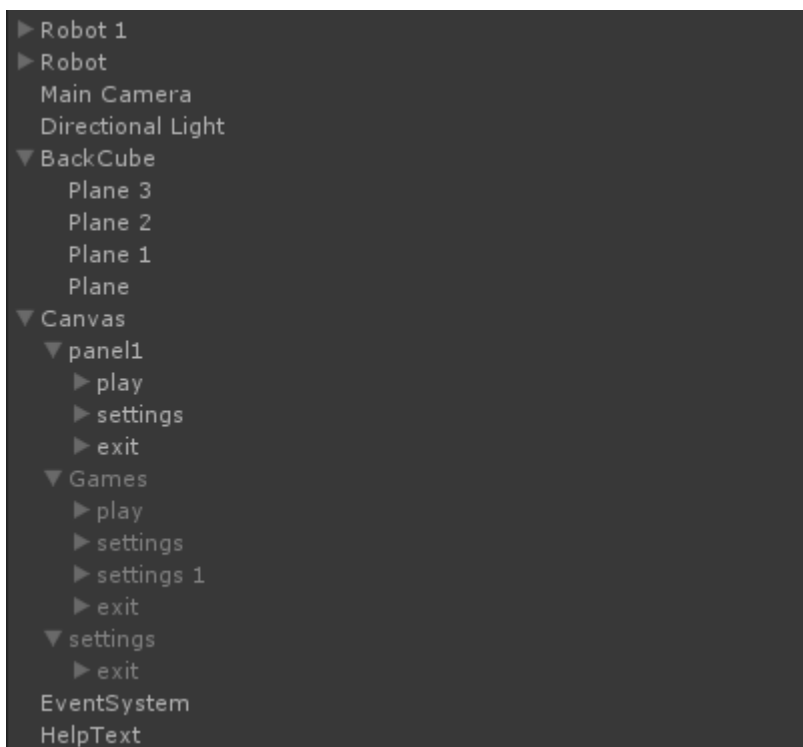 Robot 1
Robot
Main Camera
Directional Light
BackCube
Plane 3
Plane 2
Plane 1
Plane
Canvas
panel1
play
settings
exit
Games
play
settings
settings 1
exit
settings
exit
EventSystem
HelpText